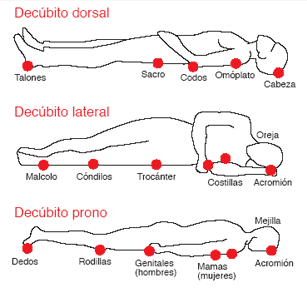 Decúbito dorsal
Talones
Sacro
Codos
Omóplato
Cabeza
Decúbito lateral
Oreja
Malcolo
Cóndilos
Trocánter
Costillas
Acromión
Decúbito prono
Mejilla
Dedos
Rodillas
Genitales
(hombres)
Mamas
(mujeres)
Acromión